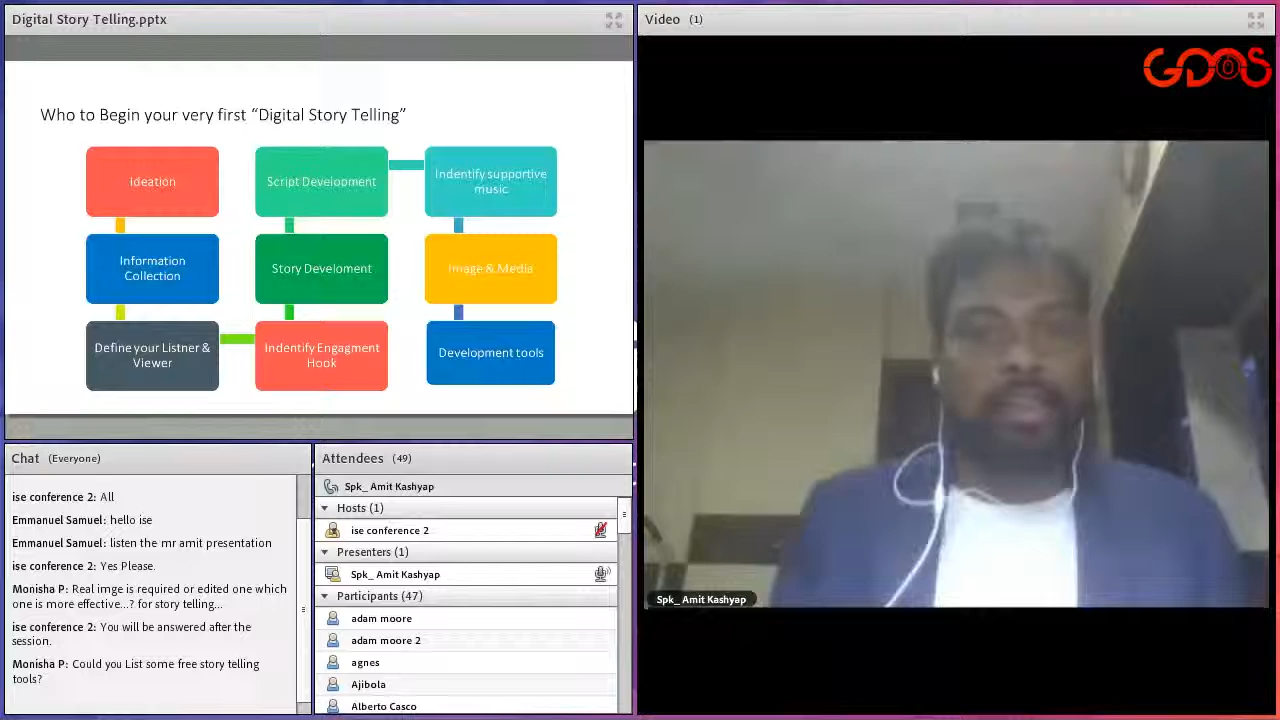 Digital Story Telling.pptx
Who to Begin your very first “Digital Story Telling”
Ideation
Information
Collection
Define your Listner &
Viewer
Script Development
Story Develoment
Indentify Engagment
Hook
Indentify supportive
music
Image & Media
Development tools
Chat (Everyone)
ise conference 2: All
Emmanuel Samuel: hello ise
Emmanuel Samuel: listen the mr amit presentation
ise conference 2: Yes Please.
Monisha P: Real imge is required or edited one which
one is more effective...? for story telling...
ise conference 2: You will be answered after the
session.
Monisha P: Could you List some free story telling
tools?
Attendees (49)
Spk_ Amit Kashyap
Hosts (1)
ise conference 2
Presenters (1)
Spk_ Amit Kashyap
Participants (47)
adam moore
adam moore 2
agnes
Ajibola
Alberto Casco
Video (1)
GDOS
Spk_ Amit Kashyap